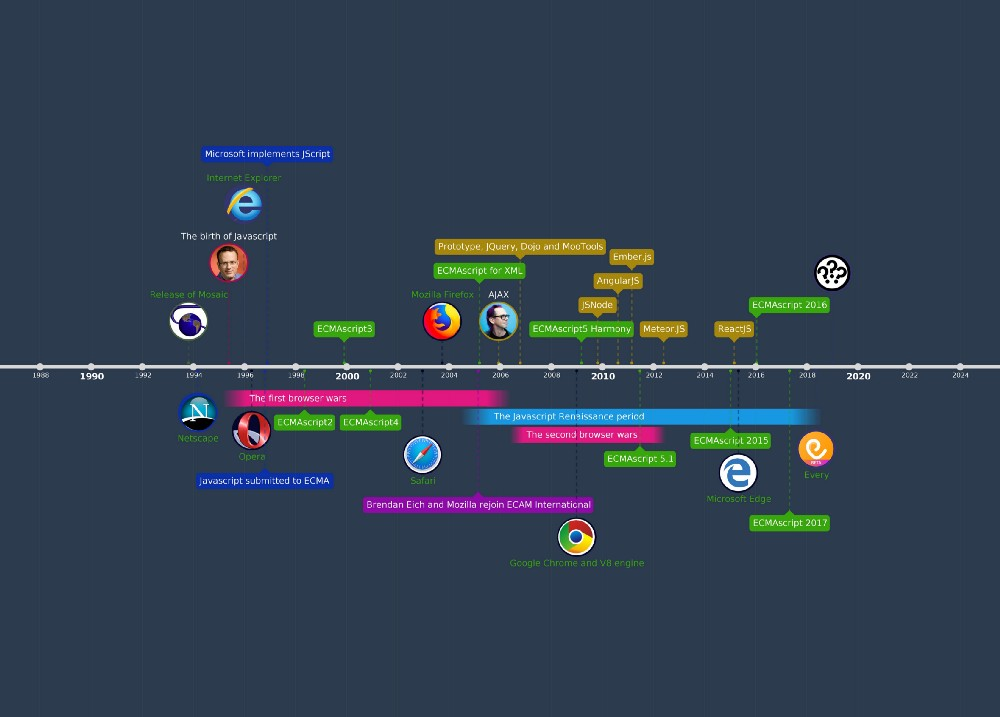 Microsoft implements JScript
Internet Explorer
The birth of Javascript
Prototype, JQuery, Dojo and MooTools
Ember.js
ECMAscript for XML
AngularJS
Release of Mosaic
Mozilla Firefox
AJAX
JSNode
ECMAscript 2016
ECMAscript3
ECMAscript5 Harmony
Meteor.JS
ReactJS
1988 1990 1992 1994 1996 1998 2000 2002 2004 2006 2008 2010 2012 2014 2016 2018 2020 2022 2024
The first browser wars
The Javascript Renaissance period
Netscape
ECMAscript2
ECMAscript4
The second browser wars
ECMAscript 2015
Opera
ECMAscript 5.1
BETA
Every
Safari
Javascript submitted to ECMA
Microsoft Edge
Brendan Eich and Mozilla rejoin ECAM International
ECMAscript 2017
Google Chrome and V8 engine